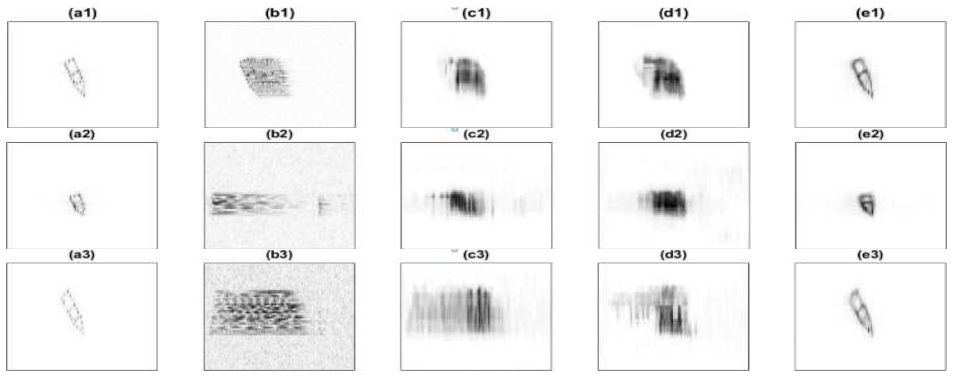 (a1) (b1) (c1) (d1) (e1)
(a2) (b2) (c2) (d2) (e2)
(a3) (b3) (c3) (d3) (e3)